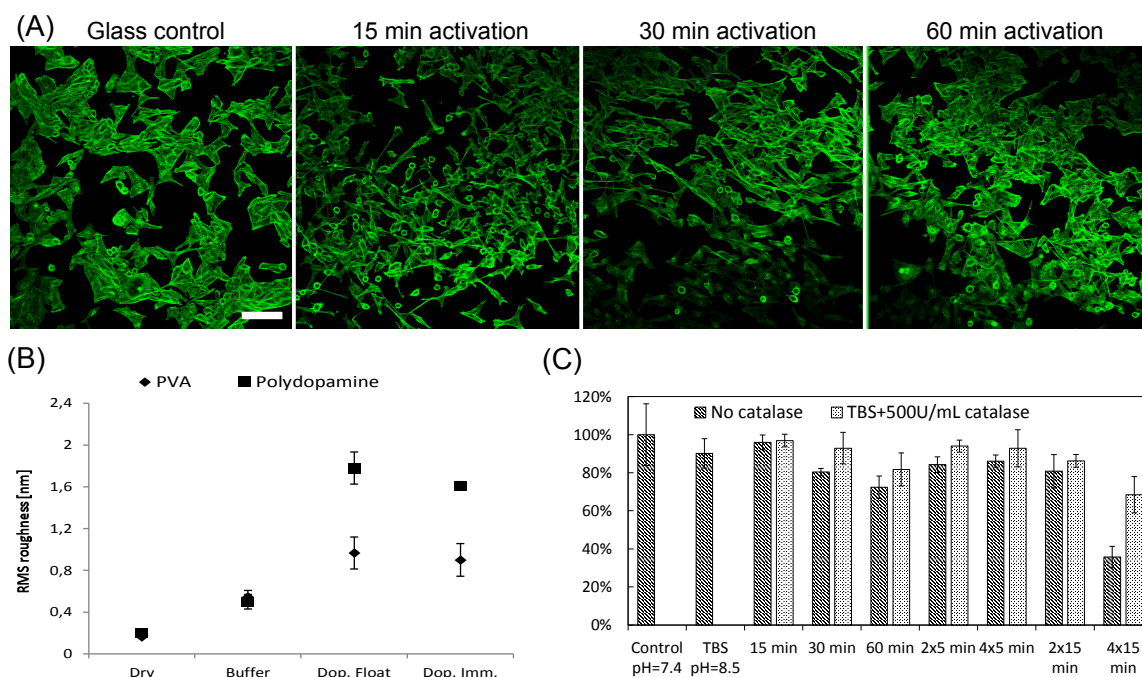 (A)
Glass control 15 min activation 30 min activation 60 min activation
(B)
PVA Polydopamine
2,4
2
1,6
1,2
0,8
0,4
0
RMS roughness [nm]
Dry Buffer Dop. Float Dop. Imm.
(C)
No catalase TBS+500U/mL catalase
120%
100%
80%
60%
40%
20%
0%
Control TBS 15 min 30 min 60 min 2x5 min 4x5 min 2x15 4x15
pH=7.4 pH=8.5 min min